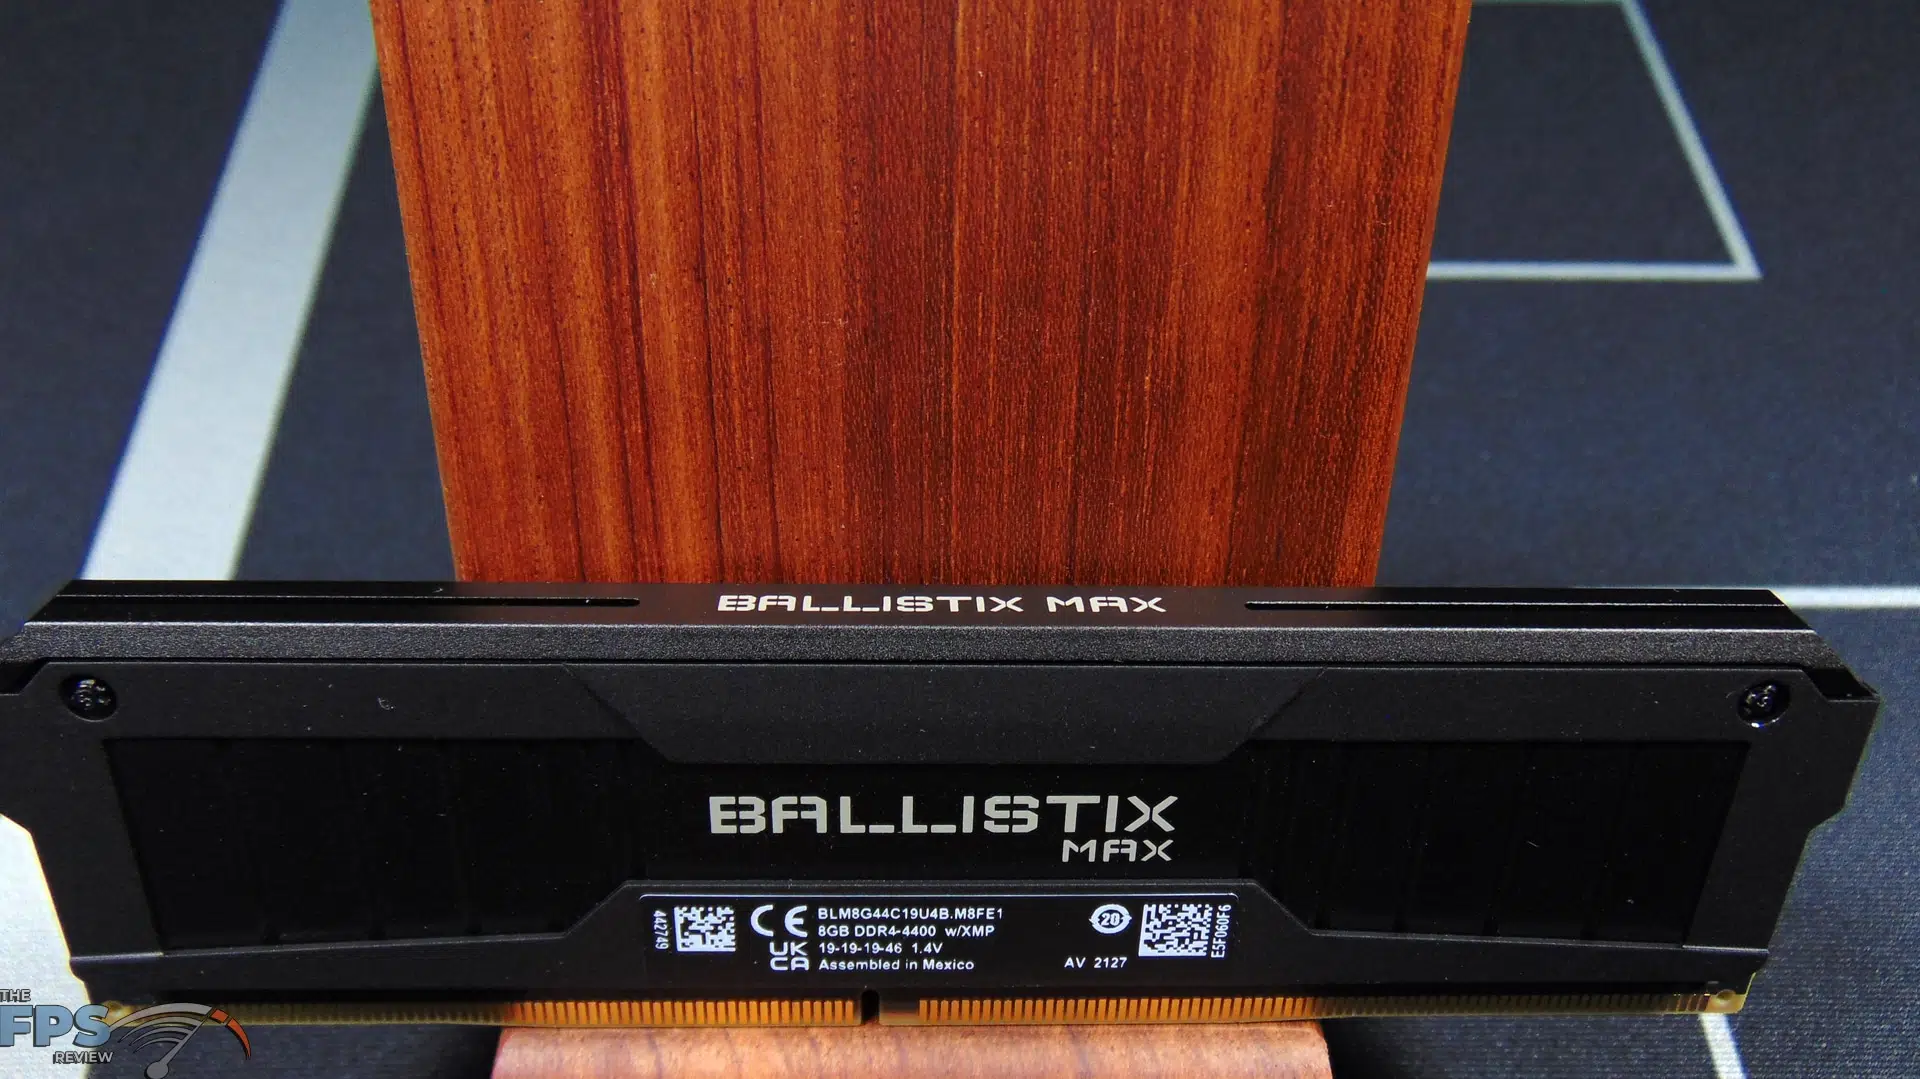 BALLISTIX MAX
BALLISTIX
MAX
442749
CE
UK
CA
BLM8G44C19U4B.M8FE1
8GB DDR4-4400 w/XMP
19-19-19-46 1.4V
Assembled in Mexico
20
AV 2127
E5F060F6
THE
FPS
REVIEW